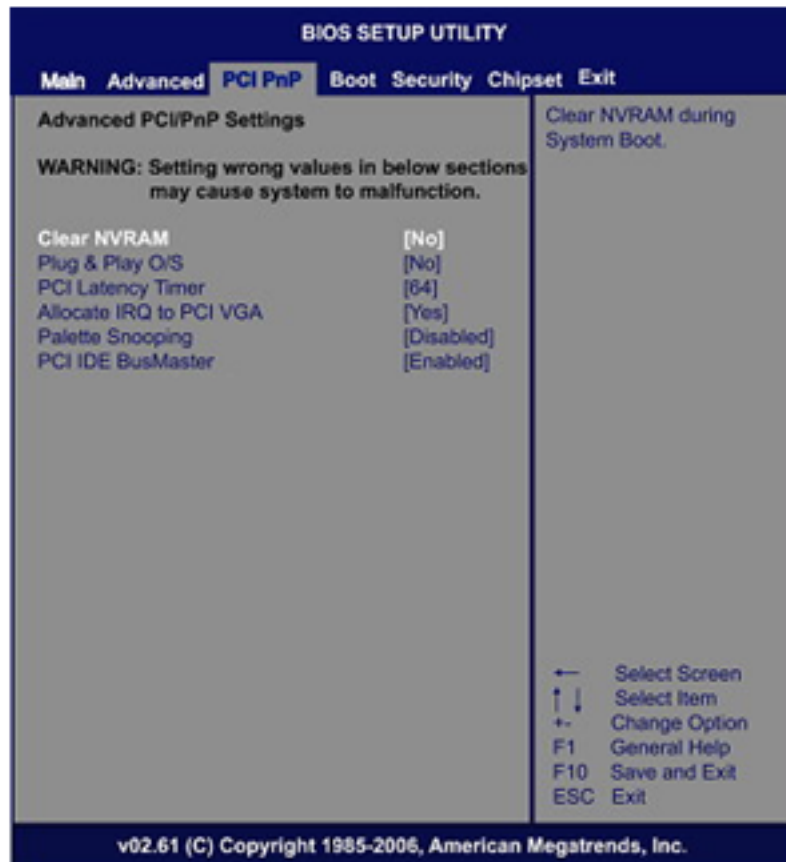 BIOS SETUP UTILITY
Main Advanced PCI PnP Boot Security Chipset Exit
Advanced PCI/PnP Settings
WARNING: Setting wrong values in below sections
may cause system to malfunction.
Clear NVRAM [No]
Plug & Play O/S [No]
PCI Latency Timer [64]
Allocate IRQ to PCI VGA [Yes]
Palette Snooping [Disabled]
PCI IDE BusMaster [Enabled]
Clear NVRAM during
System Boot.
← Select Screen
↑↓ Select Item
+- Change Option
F1 General Help
F10 Save and Exit
ESC Exit
v02.61 (C) Copyright 1985-2006, American Megatrends, Inc.